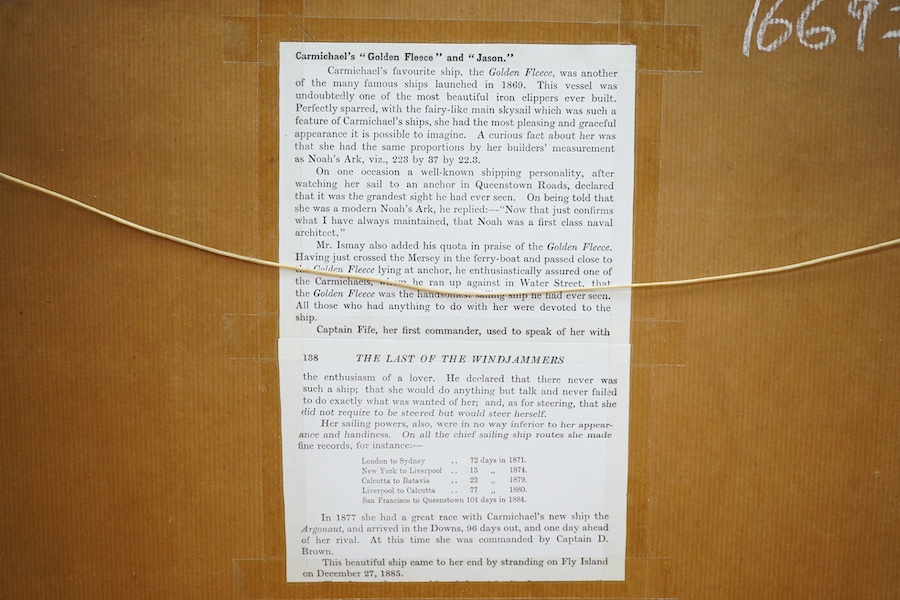 1669
Carmichael's "Golden Fleece" and "Jason."
Carmichael's favourite ship, the Golden Fleece, was another
of the many famous ships launched in 1869. This vessel was
undoubtedly one of the most beautiful iron clippers ever built.
Perfectly sparred, with the fairy-like main skysail which was such a
feature of Carmichael's ships, she had the most pleasing and graceful
appearance it is possible to imagine. A curious fact about her was
that she had the same proportions by her builders' measurement
as Noah's Ark, viz., 223 by 37 by 22.3.
On one occasion a well-known shipping personality, after
watching her sail to an anchor in Queenstown Roads, declared
that it was the grandest sight he had ever seen. On being told that
she was a modern Noah's Ark, he replied:—"Now that just confirms
what I have always maintained, that Noah was a first class naval
architect."
Mr. Ismay also added his quota in praise of the Golden Fleece.
Having just crossed the Mersey in the ferry-boat and passed close to
the Golden Fleece lying at anchor, he enthusiastically assured one of
the Carmichaels, whom he ran up against in Water Street, that
the Golden Fleece was the handsomest sailing ship he had ever seen.
All those who had anything to do with her were devoted to the
ship.
Captain Fife, her first commander, used to speak of her with
138 THE LAST OF THE WINDJAMMERS
the enthusiasm of a lover. He declared that there never was
such a ship; that she would do anything but talk and never failed
to do exactly what was wanted of her; and, as for steering, that she
did not require to be steered but would steer herself.
Her sailing powers, also, were in no way inferior to her appear-
ance and handiness. On all the chief sailing ship routes she made
fine records, for instance:—
London to Sydney .. 72 days in 1871.
New York to Liverpool .. 13 „ 1874.
Calcutta to Batavia .. 22 „ 1879.
Liverpool to Calcutta .. 77 „ 1880.
San Francisco to Queenstown 104 days in 1884.
In 1877 she had a great race with Carmichael's new ship the
Argonaut, and arrived in the Downs, 96 days out, and one day ahead
of her rival. At this time she was commanded by Captain D.
Brown.
This beautiful ship came to her end by stranding on Fly Island
on December 27, 1885.